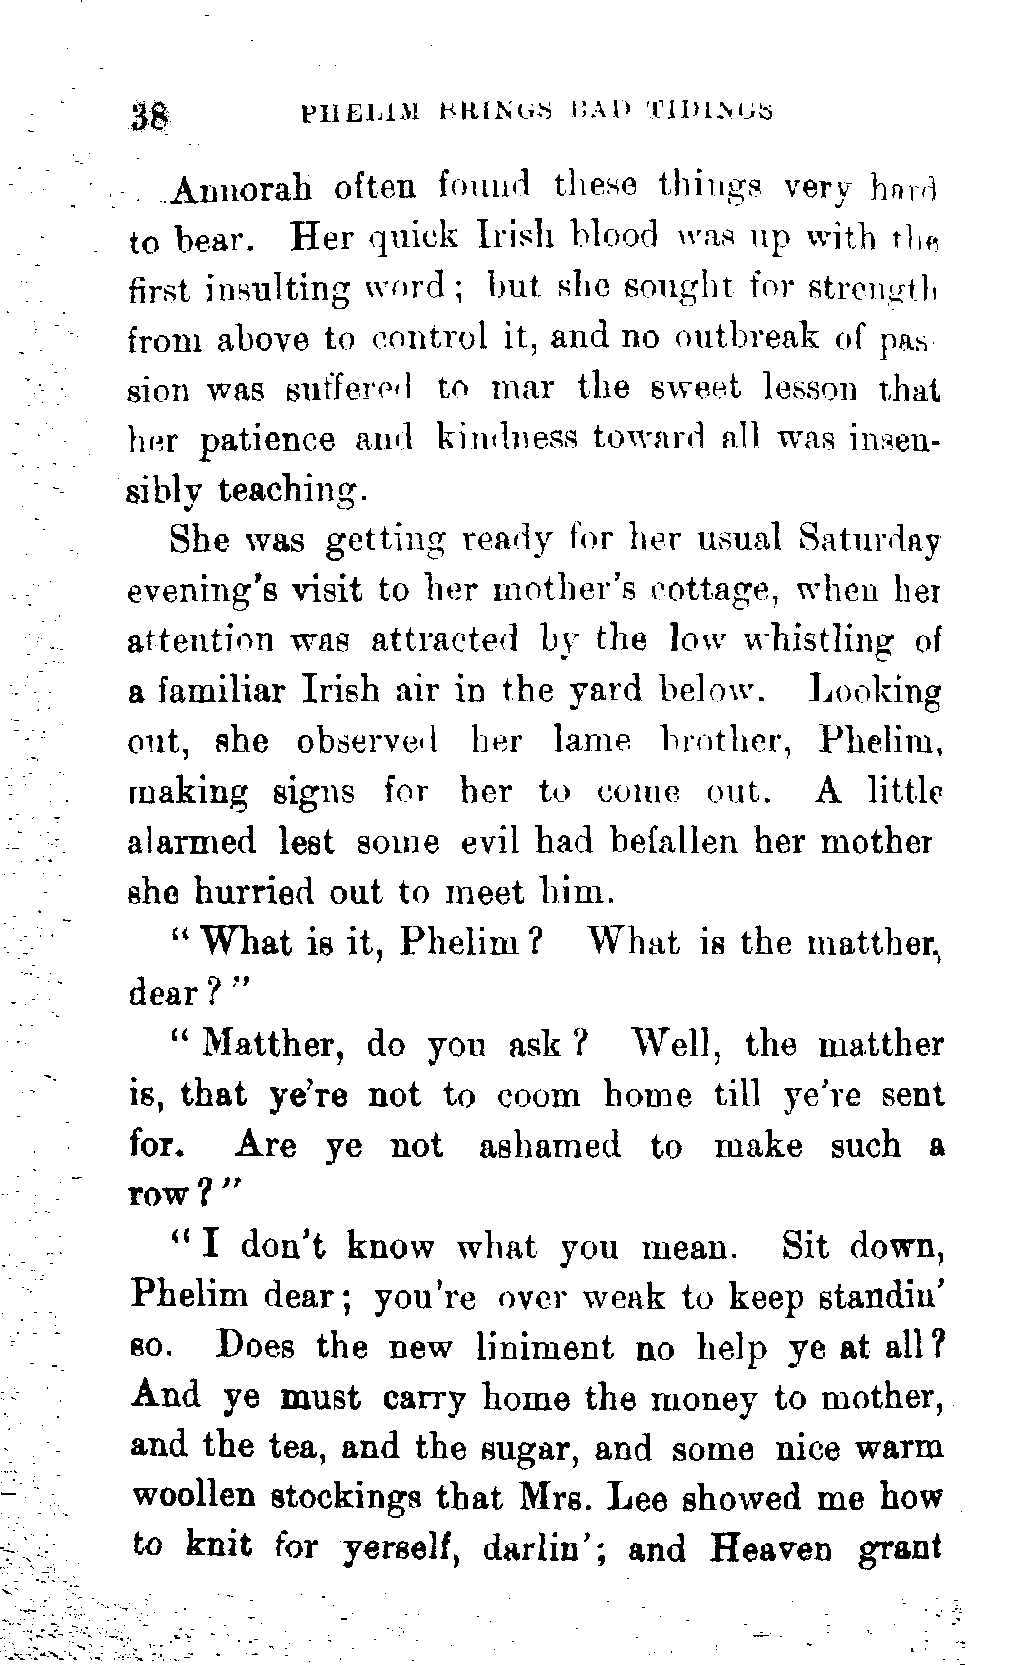 38 PHELIM BRINGS BAD TIDINGS
Annorah often found these things very hard
to bear. Her quick Irish blood was up with the
first insulting word; but she sought for strength
from above to control it, and no outbreak of pas-
sion was suffered to mar the sweet lesson that
her patience and kindness toward all was insen-
sibly teaching.
She was getting ready for her usual Saturday
evening's visit to her mother's cottage, when her
attention was attracted by the low whistling of
a familiar Irish air in the yard below. Looking
out, she observed her lame brother, Phelim,
making signs for her to come out. A little
alarmed lest some evil had befallen her mother
she hurried out to meet him.
"What is it, Phelim? What is the matther,
dear?"
"Matther, do you ask? Well, the matther
is, that ye're not to coom home till ye're sent
for. Are ye not ashamed to make such a
row?"
"I don't know what you mean. Sit down,
Phelim dear; you're over weak to keep standin'
so. Does the new liniment no help ye at all?
And ye must carry home the money to mother,
and the tea, and the sugar, and some nice warm
woollen stockings that Mrs. Lee showed me how
to knit for yerself, darlin'; and Heaven grant